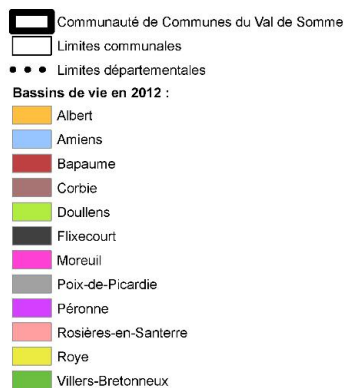 Communauté de Communes du Val de Somme
Limites communales
Limites départementales
Bassins de vie en 2012 :
Albert
Amiens
Bapaume
Corbie
Doullens
Flixecourt
Moreuil
Poix-de-Picardie
Péronne
Rosières-en-Santerre
Roye
Villers-Bretonneux